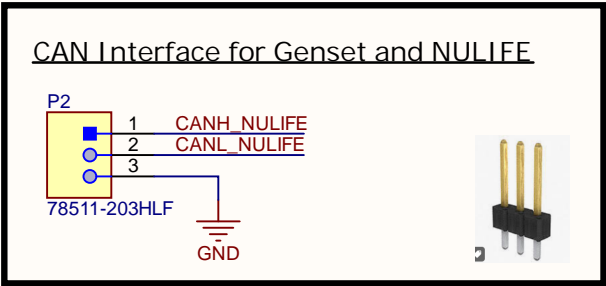 CAN Interface for Genset and NULIFE
P2
1 CANH_NULIFE
2 CANL_NULIFE
3
78511-203HLF
GND